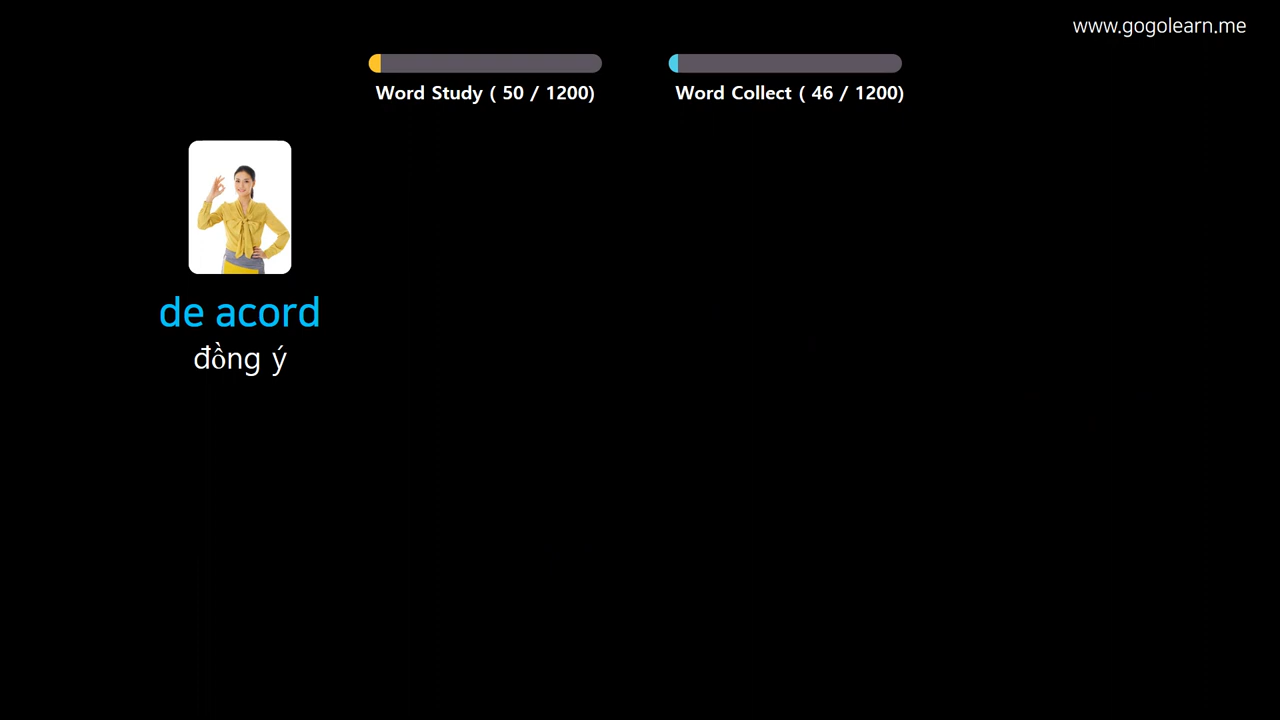 www.gogolearn.me
Word Study ( 50 / 1200)
Word Collect ( 46 / 1200)
de acord
đồng ý